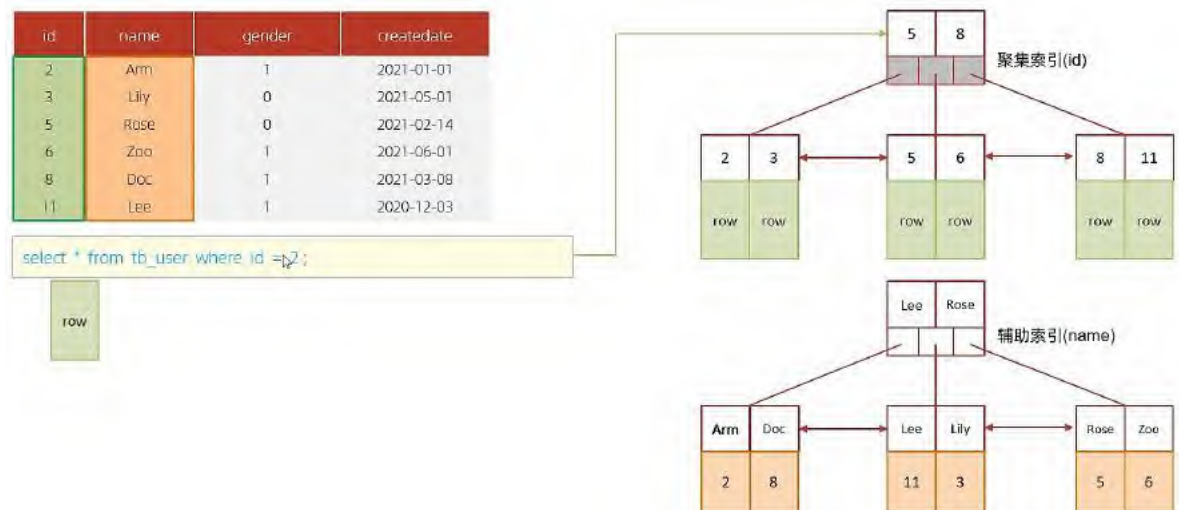 id name gender createdate
2 Arm 1 2021-01-01
3 Lily 0 2021-05-01
5 Rose 0 2021-02-14
6 Zoo 1 2021-06-01
8 Doc 1 2021-03-08
11 Lee 1 2020-12-03
select * from tb_user where id = 2 ;
row
5 8
聚集索引(id)
2 3 5 6 8 11
row row row row row row
Lee Rose
辅助索引(name)
Arm Doc Lee Lily Rose Zoo
2 8 11 3 5 6